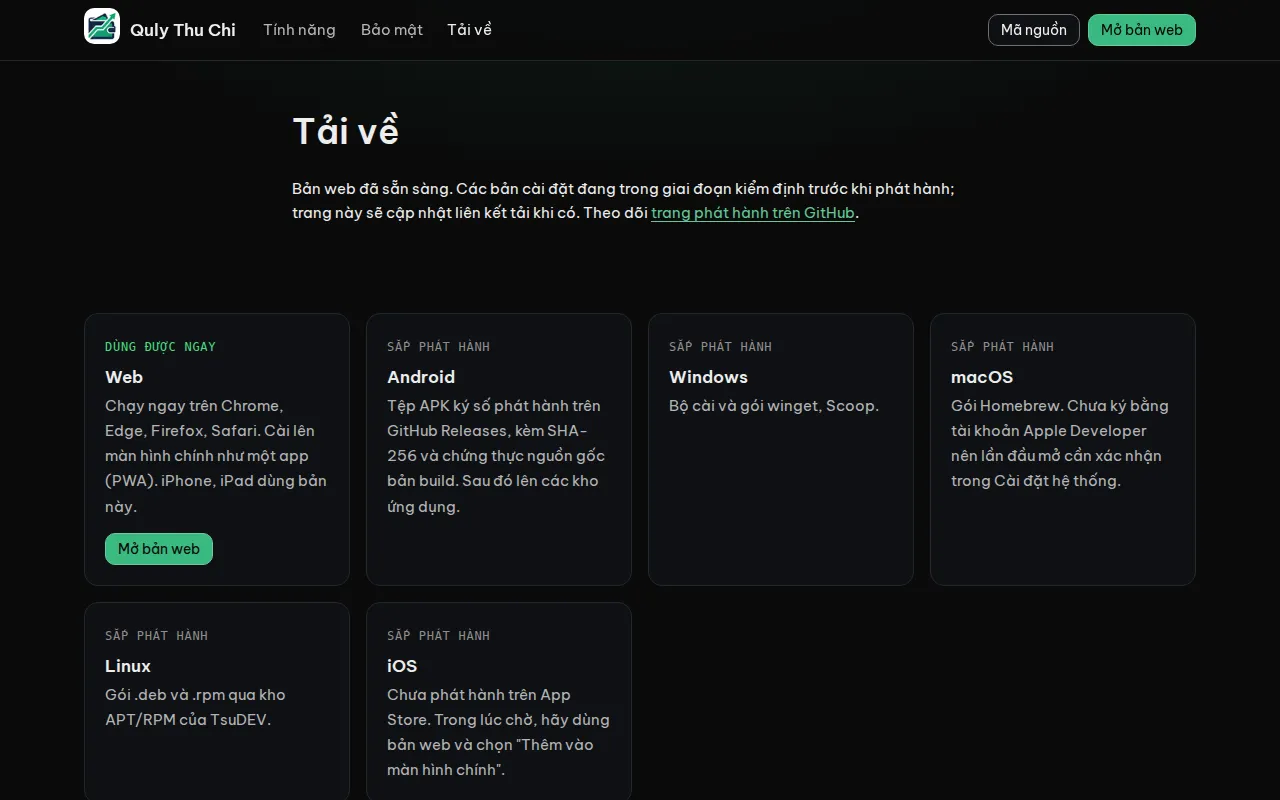 Quly Thu Chi
Tính năng
Bảo mật
Tải về
Mã nguồn
Mở bản web
Tải về
Bản web đã sẵn sàng. Các bản cài đặt đang trong giai đoạn kiểm định trước khi phát hành;
trang này sẽ cập nhật liên kết tải khi có. Theo dõi trang phát hành trên GitHub.
DÙNG ĐƯỢC NGAY
Web
Chạy ngay trên Chrome,
Edge, Firefox, Safari. Cài lên
màn hình chính như một app
(PWA). iPhone, iPad dùng bản
này.
Mở bản web
SẮP PHÁT HÀNH
Android
Tệp APK ký số phát hành trên
GitHub Releases, kèm SHA-
256 và chứng thực nguồn gốc
bản build. Sau đó lên các kho
ứng dụng.
SẮP PHÁT HÀNH
Windows
Bộ cài và gói winget, Scoop.
SẮP PHÁT HÀNH
macOS
Gói Homebrew. Chưa ký bằng
tài khoản Apple Developer
nên lần đầu mở cần xác nhận
trong Cài đặt hệ thống.
SẮP PHÁT HÀNH
Linux
Gói .deb và .rpm qua kho
APT/RPM của TsuDEV.
SẮP PHÁT HÀNH
iOS
Chưa phát hành trên App
Store. Trong lúc chờ, hãy dùng
bản web và chọn "Thêm vào
màn hình chính".